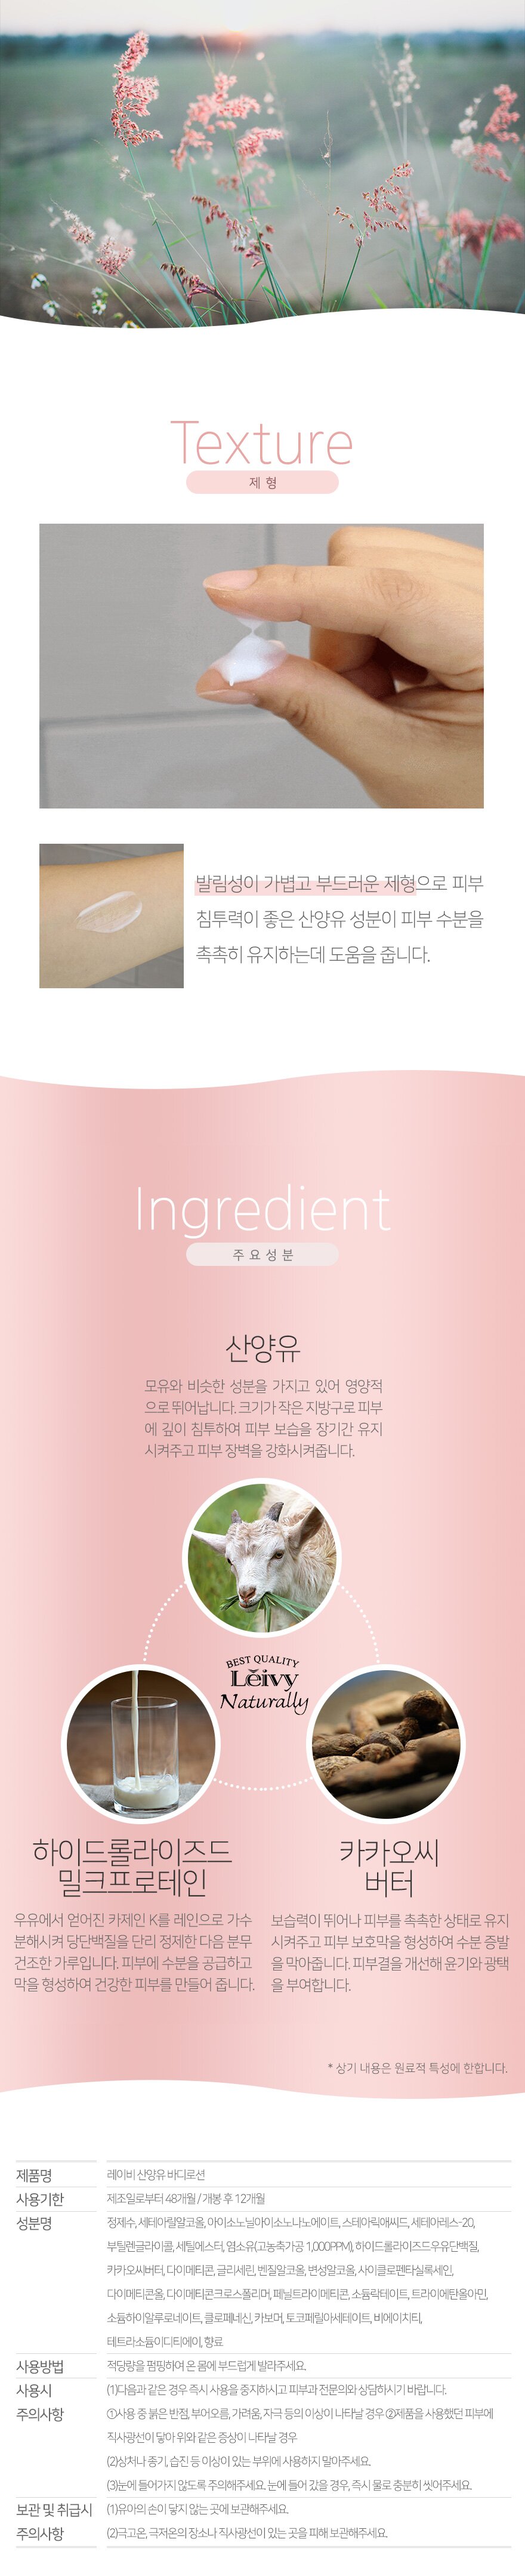 Texture
제 형
발림성이 가볍고 부드러운 제형으로 피부
침투력이 좋은 산양유 성분이 피부 수분을
촉촉히 유지하는데 도움을 줍니다.
Ingredient
주 요 성 분
산양유
모유와 비슷한 성분을 가지고 있어 영양적
으로 뛰어납니다. 크기가 작은 지방구로 피부
에 깊이 침투하여 피부 보습을 장기간 유지
시켜주고 피부 장벽을 강화시켜줍니다.
BEST QUALITY
Lěivy
Naturally
하이드롤라이즈드
밀크프로테인
우유에서 얻어진 카제인 K를 레인으로 가수
분해시켜 당단백질을 단리 정제한 다음 분무
건조한 가루입니다. 피부에 수분을 공급하고
막을 형성하여 건강한 피부를 만들어 줍니다.
카카오씨
버터
보습력이 뛰어나 피부를 촉촉한 상태로 유지
시켜주고 피부 보호막을 형성하여 수분 증발
을 막아줍니다. 피부결을 개선해 윤기와 광택
을 부여합니다.
* 상기 내용은 원료적 특성에 한합니다.
제품명 레이비 산양유 바디로션
사용기한 제조일로부터 48개월 / 개봉 후 12개월
성분명 정제수, 세테아릴알코올, 아이소노닐아이소노나노에이트, 스테아릭애씨드, 세테아레스-20,
부틸렌글라이콜, 세틸에스터, 염소유(고농축가공 1,000PPM), 하이드롤라이즈드우유단백질,
카카오씨버터, 다이메티콘, 글리세린, 벤질알코올, 변성알코올, 사이클로펜타실록세인,
다이메티콘올, 다이메티콘크로스폴리머, 페닐트라이메티콘, 소듐락테이트, 트라이에탄올아민,
소듐하이알루로네이트, 클로페네신, 카보머, 토코페릴아세테이트, 비에이치티,
테트라소듐이디티에이, 향료
사용방법 적당량을 펌핑하여 온 몸에 부드럽게 발라주세요.
사용시 (1)다음과 같은 경우 즉시 사용을 중지하시고 피부과 전문의와 상담하시기 바랍니다.
주의사항 ①사용 중 붉은 반점, 부어오름, 가려움, 자극 등의 이상이 나타날 경우 ②제품을 사용했던 피부에
직사광선이 닿아 위와 같은 증상이 나타날 경우
(2)상처나 종기, 습진 등 이상이 있는 부위에 사용하지 말아주세요.
(3)눈에 들어가지 않도록 주의해주세요. 눈에 들어 갔을 경우, 즉시 물로 충분히 씻어주세요.
보관 및 취급시 (1)유아의 손이 닿지 않는 곳에 보관해주세요.
주의사항 (2)극고온, 극저온의 장소나 직사광선이 있는 곳을 피해 보관해주세요.